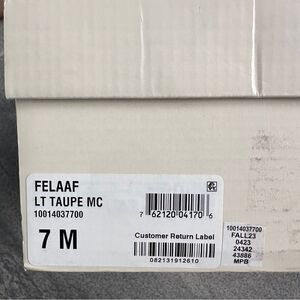 FELAAF
LT TAUPE MC
10014037700
7 M
7 62120 04170 6
Customer Return Label
082131912610
10014037700
FALL23
0423
24342
43886
MPB